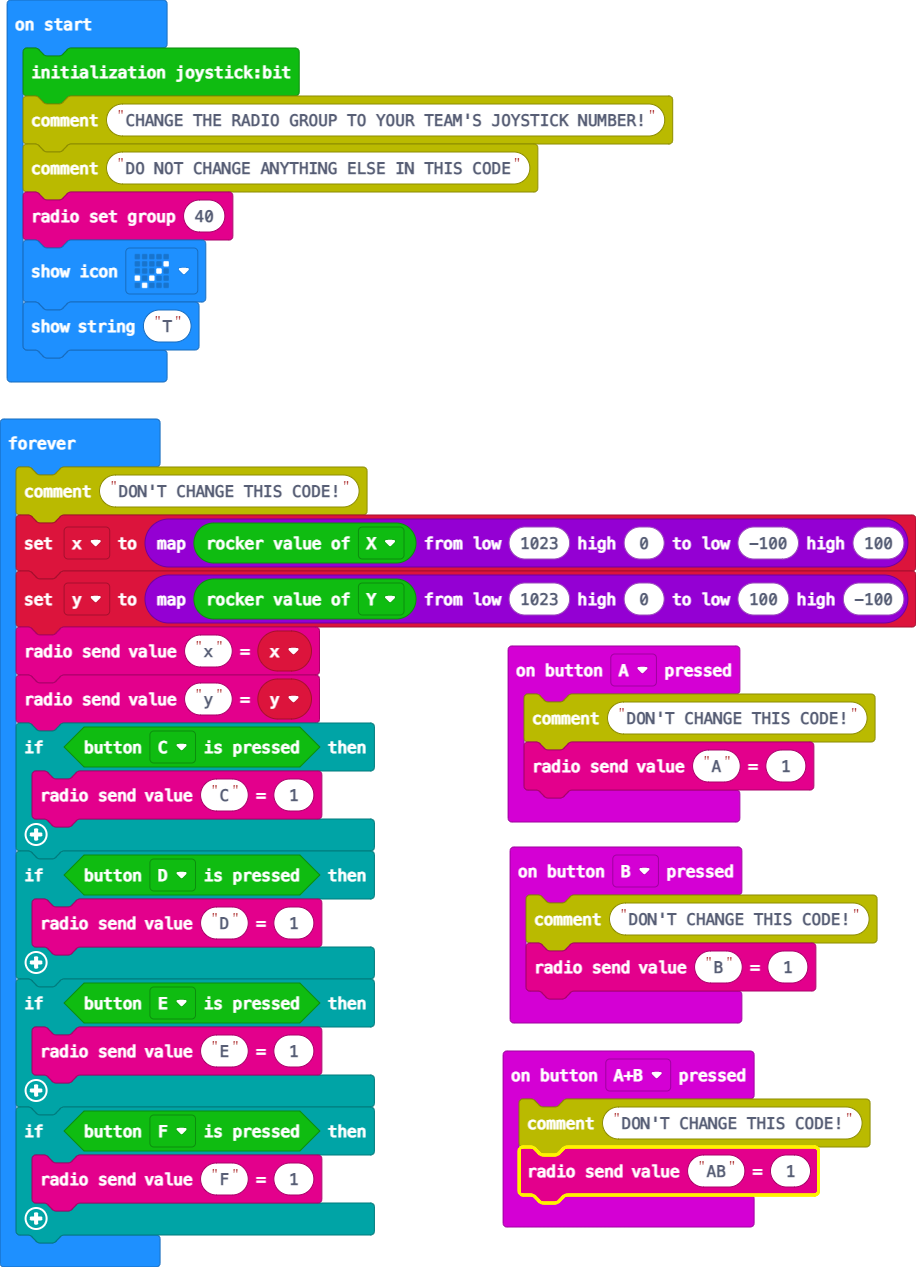 on start
initialization joystick:bit
comment "CHANGE THE RADIO GROUP TO YOUR TEAM'S JOYSTICK NUMBER!"
comment "DO NOT CHANGE ANYTHING ELSE IN THIS CODE"
radio set group 40
show icon
show string "T"
forever
comment "DON'T CHANGE THIS CODE!"
set x to map rocker value of X from low 1023 high 0 to low -100 high 100
set y to map rocker value of Y from low 1023 high 0 to low 100 high -100
radio send value "x" = x
radio send value "y" = y
if button C is pressed then
radio send value "C" = 1
if button D is pressed then
radio send value "D" = 1
if button E is pressed then
radio send value "E" = 1
if button F is pressed then
radio send value "F" = 1
on button A pressed
comment "DON'T CHANGE THIS CODE!"
radio send value "A" = 1
on button B pressed
comment "DON'T CHANGE THIS CODE!"
radio send value "B" = 1
on button A+B pressed
comment "DON'T CHANGE THIS CODE!"
radio send value "AB" = 1